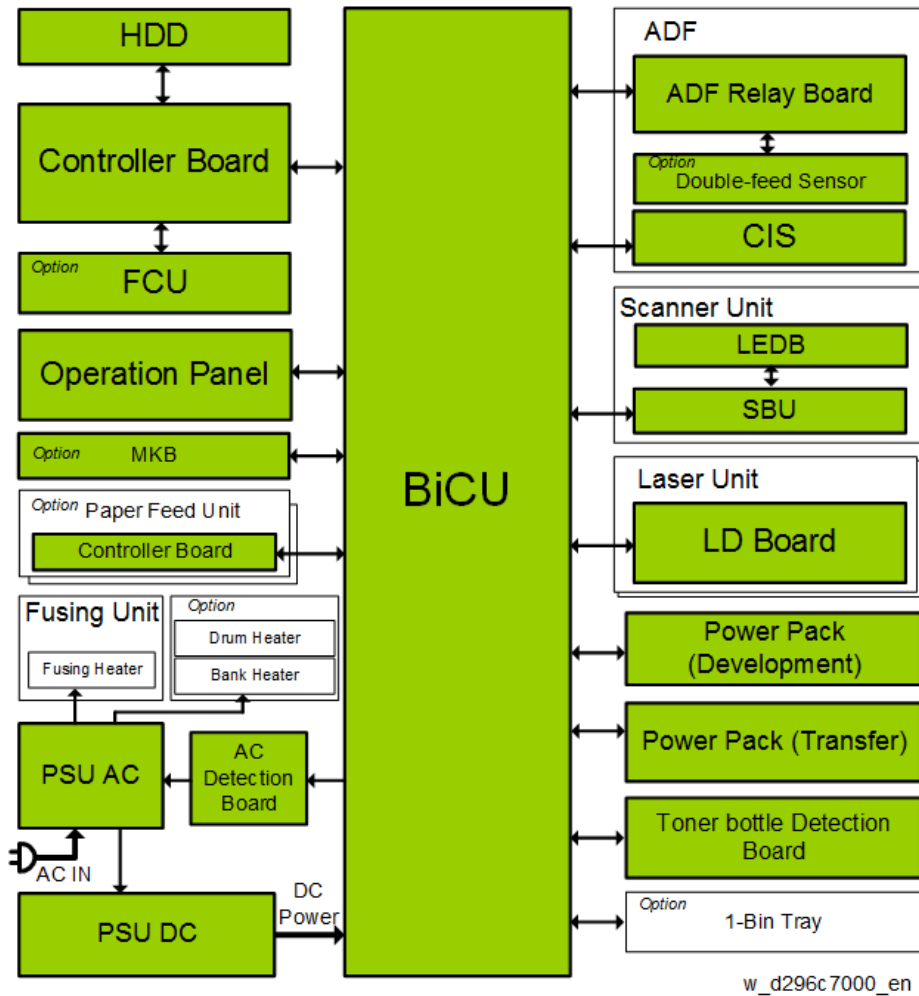 HDD
Controller Board
Option
FCU
Operation Panel
Option MKB
Option Paper Feed Unit
Controller Board
Fusing Unit
Fusing Heater
Option
Drum Heater
Bank Heater
PSU AC
AC
Detection
Board
AC IN
PSU DC
DC
Power
BiCU
ADF
ADF Relay Board
Option
Double-feed Sensor
CIS
Scanner Unit
LEDB
SBU
Laser Unit
LD Board
Power Pack
(Development)
Power Pack (Transfer)
Toner bottle Detection
Board
Option
1-Bin Tray
w_d296c7000_en